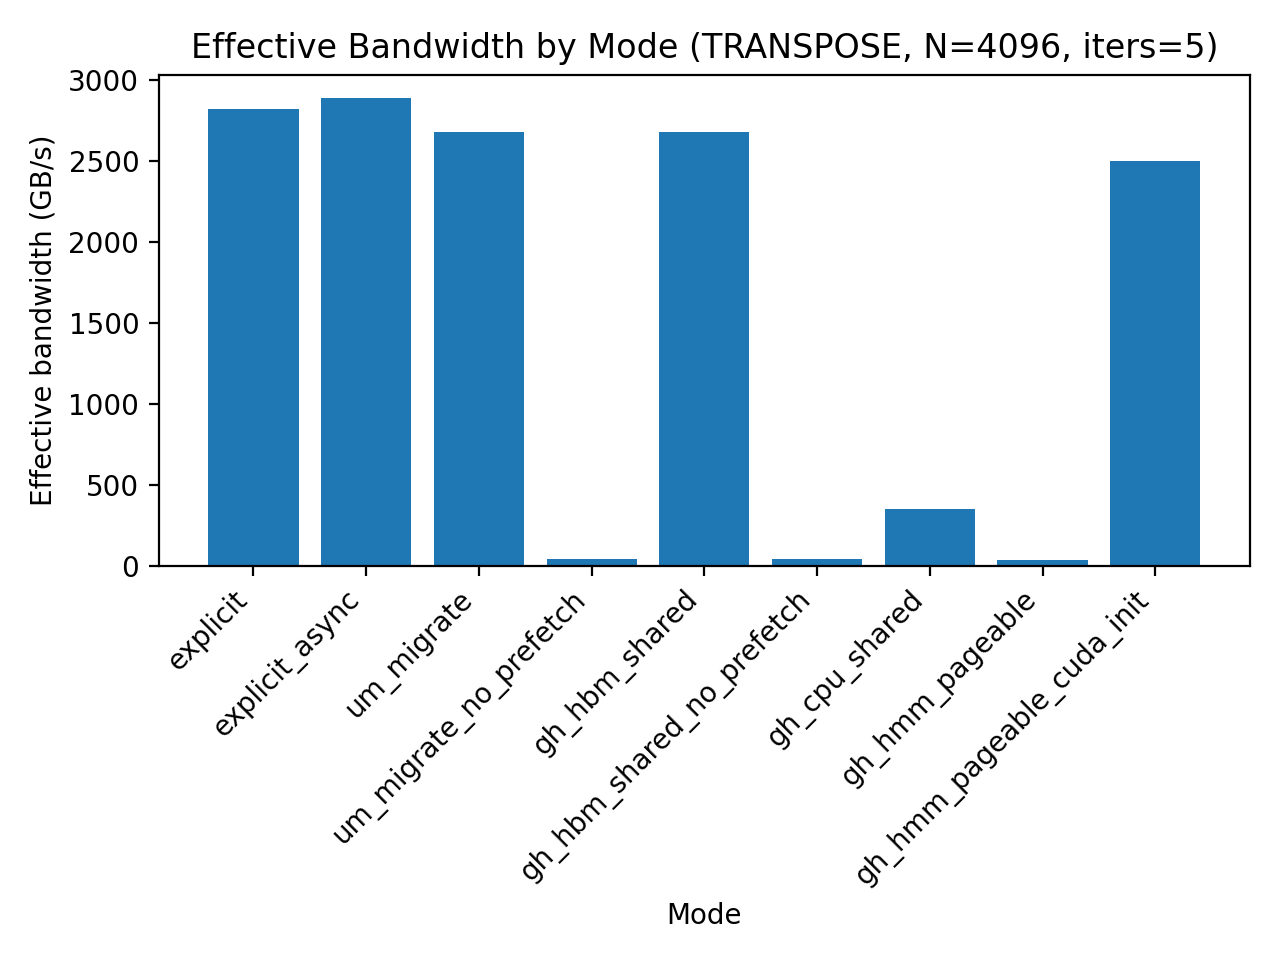 Effective Bandwidth by Mode (TRANSPOSE, N=4096, iters=5)
Effective bandwidth (GB/s)
3000
2500
2000
1500
1000
500
0
explicit
explicit_async
um_migrate
um_migrate_no_prefetch
gh_hbm_shared
gh_hbm_shared_no_prefetch
gh_cpu_shared
gh_hmm_pageable
gh_hmm_pageable_cuda_init
Mode